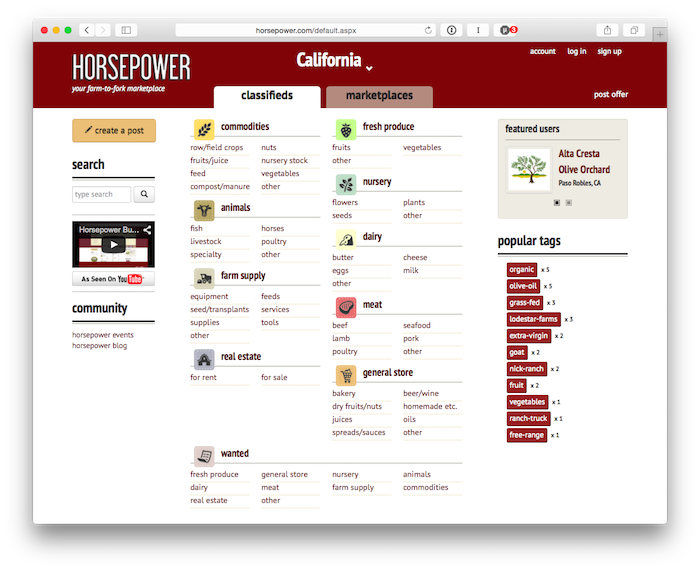 horsepower.com/default.aspx
3
HORSEPOWER
your farm-to-fork marketplace
California
account log in sign up
classifieds
marketplaces
post offer
create a post
search
type search
Horsepower Bu...
As Seen On YouTube
community
horsepower events
horsepower blog
commodities
row/field crops nuts
fruits/juice nursery stock
feed vegetables
compost/manure other
animals
fish horses
livestock poultry
specialty other
farm supply
equipment feeds
seed/transplants services
supplies tools
other
real estate
for rent for sale
fresh produce
fruits vegetables
other
nursery
flowers plants
seeds other
dairy
butter cheese
eggs milk
other
meat
beef seafood
lamb pork
poultry other
general store
bakery beer/wine
dry fruits/nuts homemade etc.
juices oils
spreads/sauces other
wanted
fresh produce general store nursery animals
dairy meat farm supply commodities
real estate other
featured users
Alta Cresta
Olive Orchard
Paso Robles, CA
popular tags
organic x 5
olive-oil x 5
grass-fed x 3
lodestar-farms x 3
extra-virgin x 2
goat x 2
nick-ranch x 2
fruit x 2
vegetables x 1
ranch-truck x 1
free-range x 1